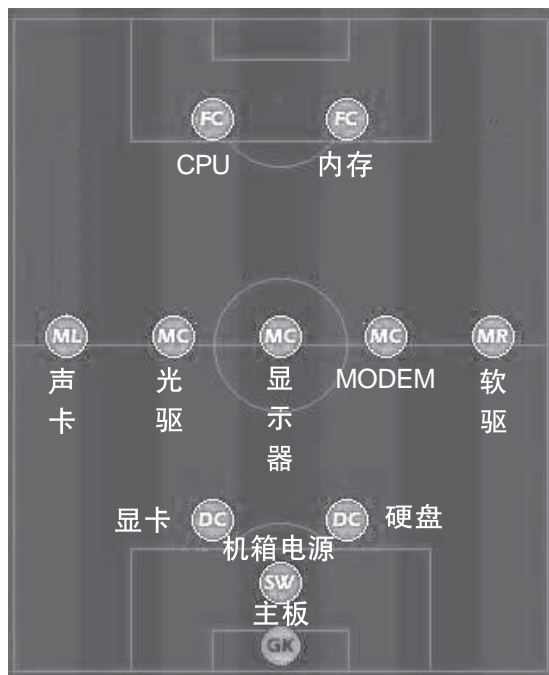 FC FC
CPU 内存
ML MC MC MC MR
声卡 光驱 显示器 MODEM 软驱
显卡 DC DC 硬盘
机箱电源
SW
主板
GK